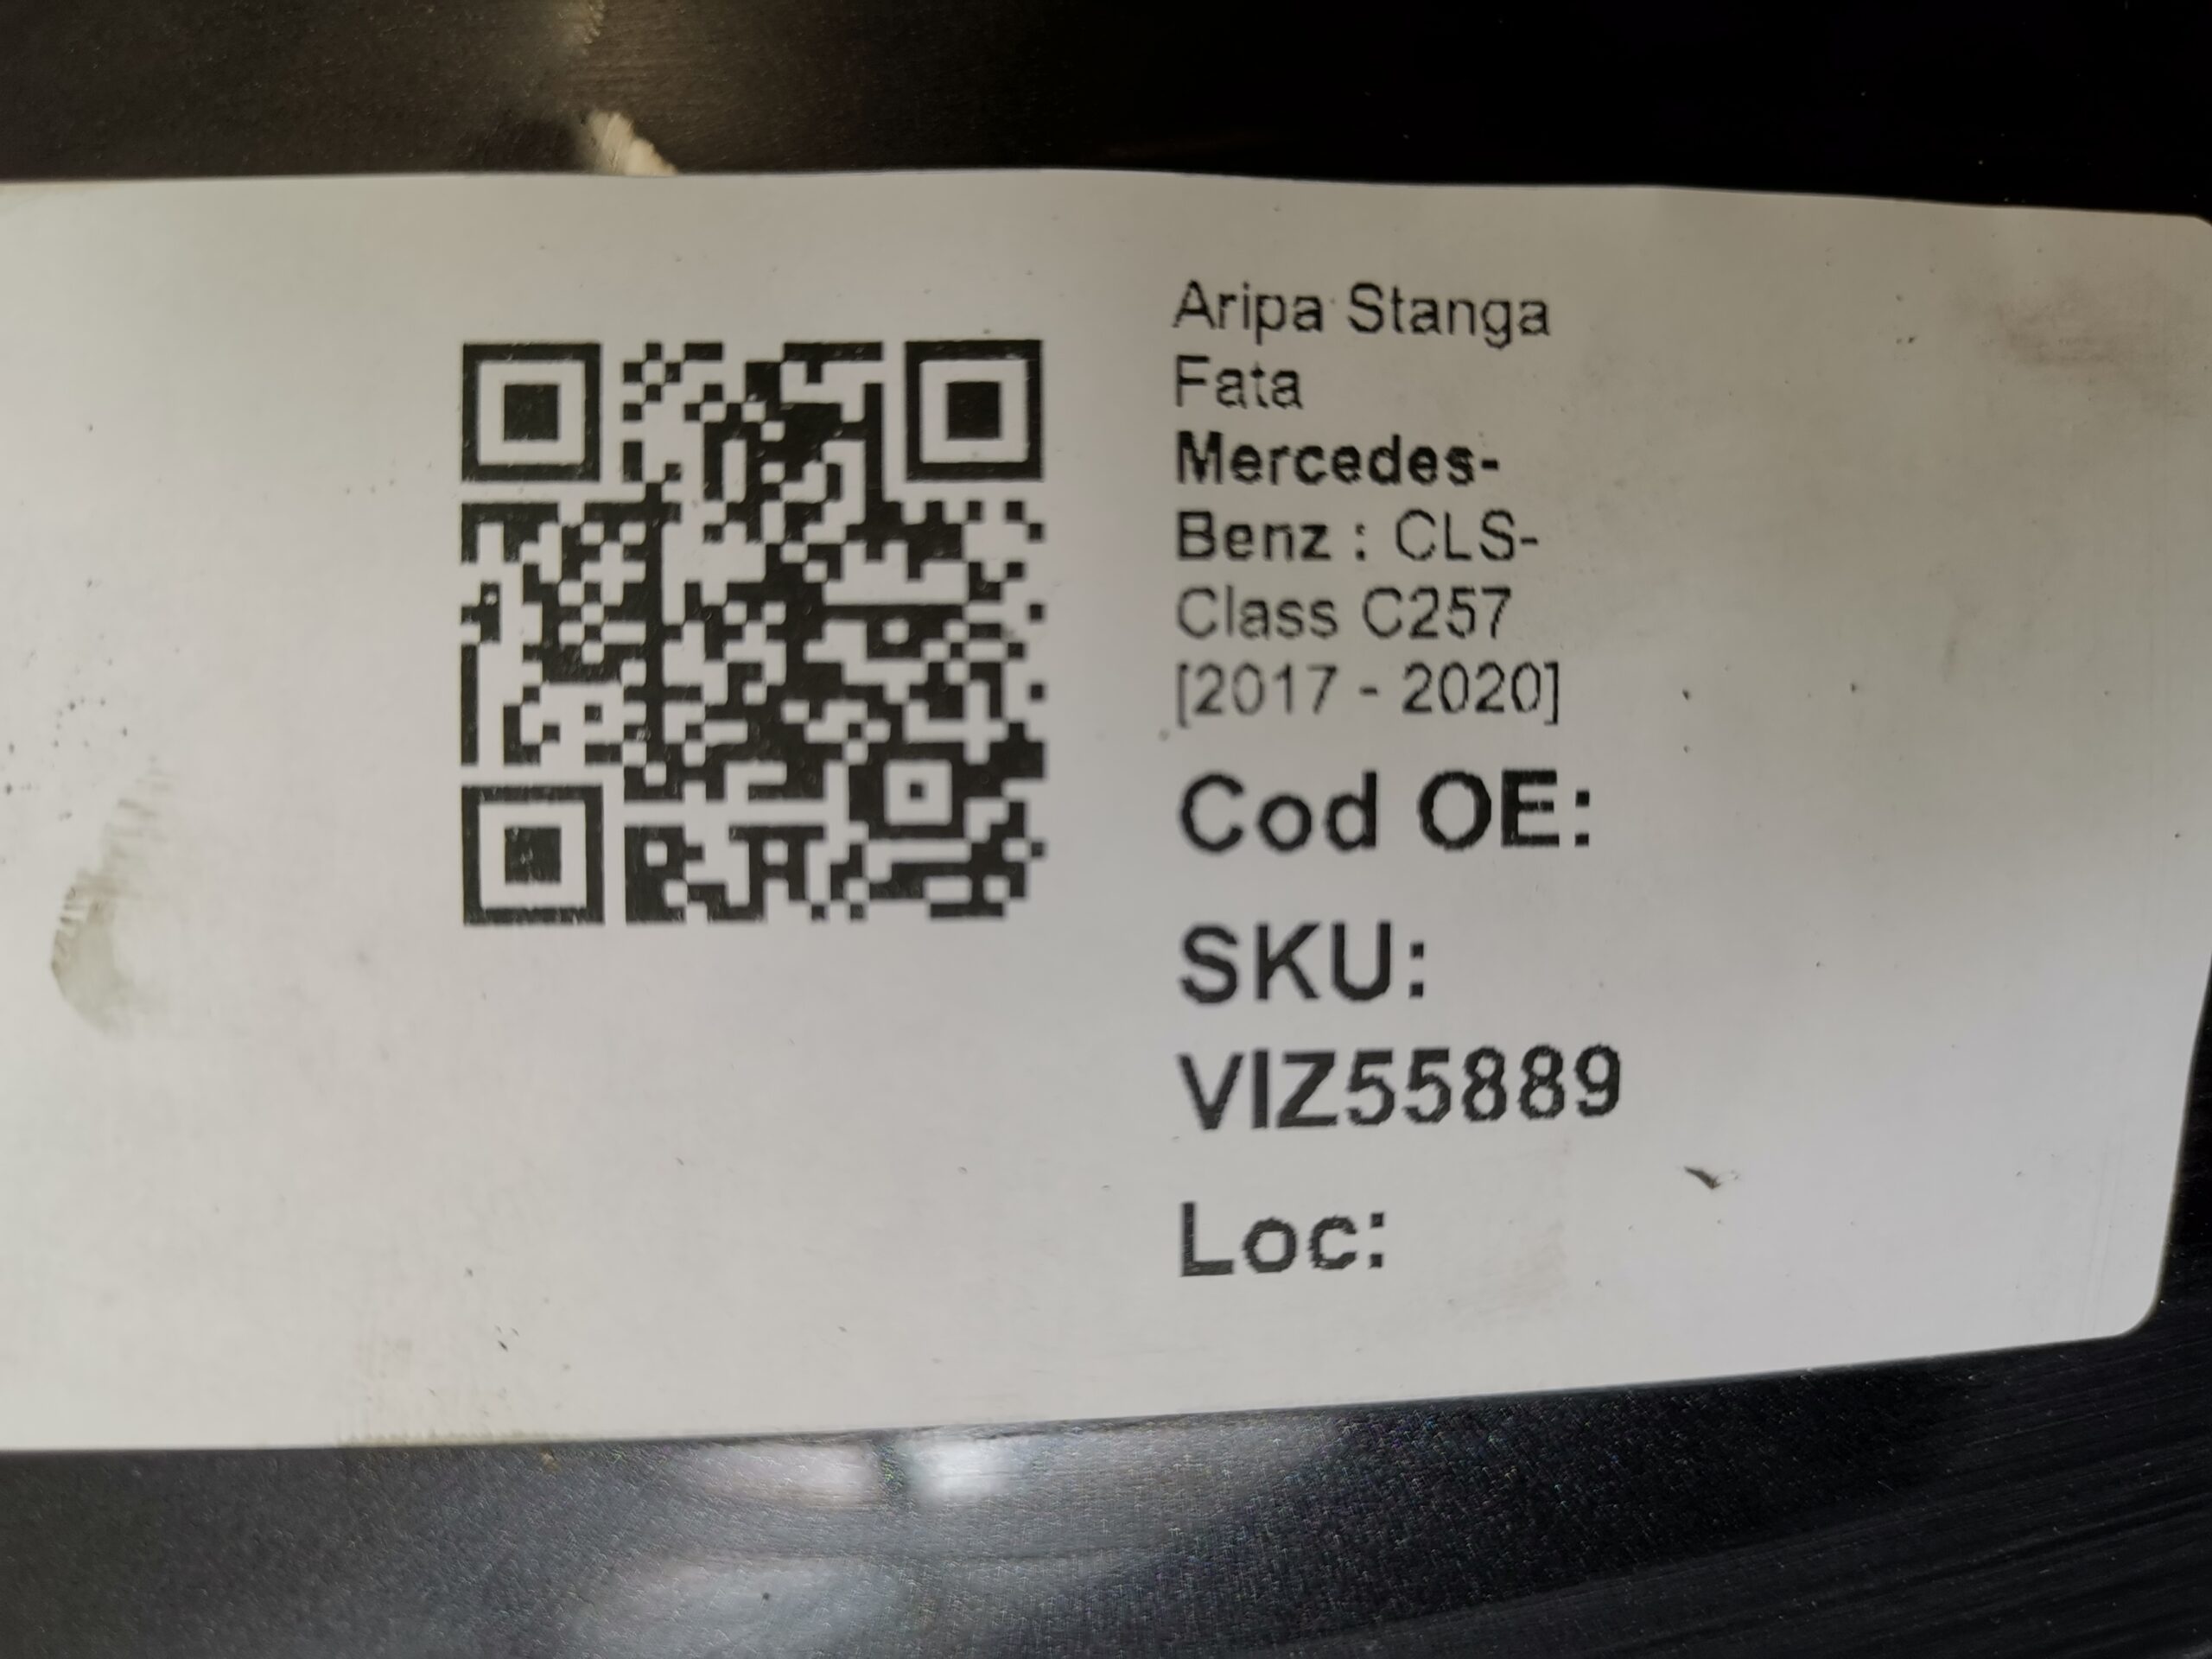 Aripa Stanga
Fata
Mercedes-
Benz : CLS-
Class C257
[2017 - 2020]
Cod OE:
SKU:
VIZ55889
Loc: